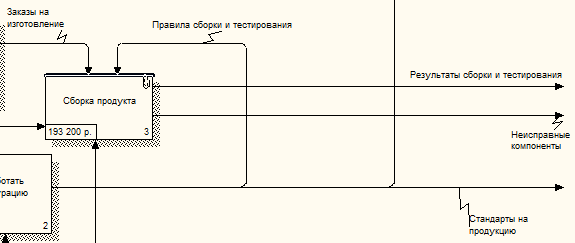 Заказы на
изготовление
Правила сборки и тестирования
Результаты сборки и тестирования
Сборка продукта
193 200 р.
3
Неисправные
компоненты
2
Стандарты на
продукцию